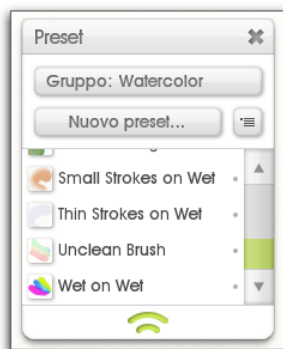 Preset
Gruppo: Watercolor
Nuovo preset...
Small Strokes on Wet
Thin Strokes on Wet
Unclean Brush
Wet on Wet